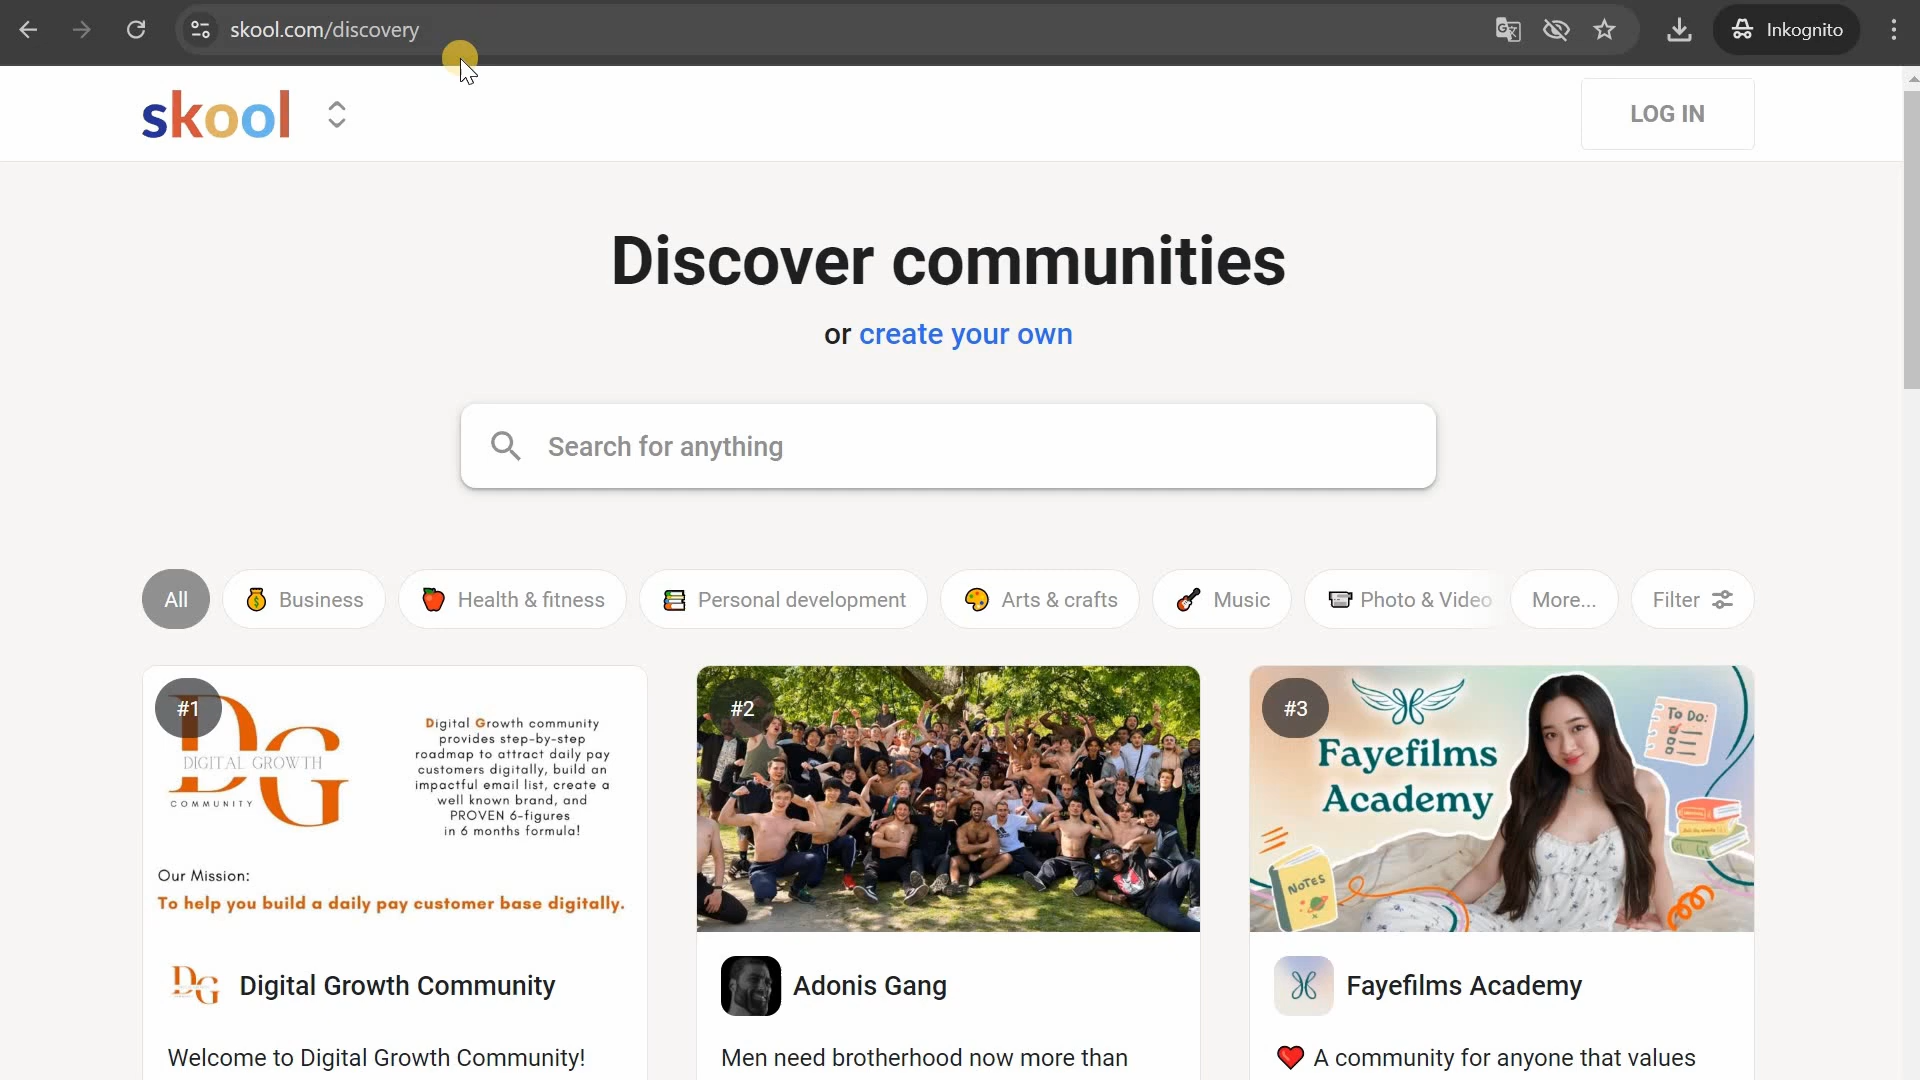 skool.com/discovery
Inkognito
skool
LOG IN
Discover communities
or create your own
Search for anything
All
Business
Health & fitness
Personal development
Arts & crafts
Music
Photo & Video
More...
Filter
#1
DIGITAL GROWTH
COMMUNITY
Digital Growth community
provides step-by-step
roadmap to attract daily pay
customers digitally, build an
impactful email list, create a
well known brand, and
PROVEN 6-figures
in 6 months formula!
Our Mission:
To help you build a daily pay customer base digitally.
DG
Digital Growth Community
Welcome to Digital Growth Community!
#2
Adonis Gang
Men need brotherhood now more than
#3
Fayefilms
Academy
To Do:
NOTES
Fayefilms Academy
A community for anyone that values